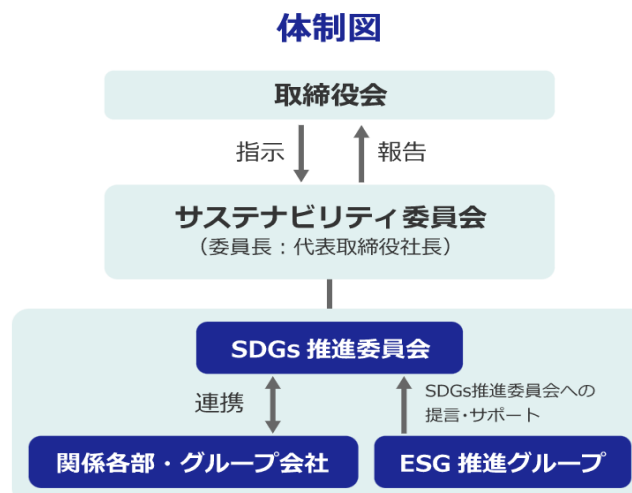 体制図
取締役会
指示
報告
サステナビリティ委員会
（委員長：代表取締役社長）
SDGs 推進委員会
連携
SDGs推進委員会への
提言・サポート
関係各部・グループ会社
ESG 推進グループ